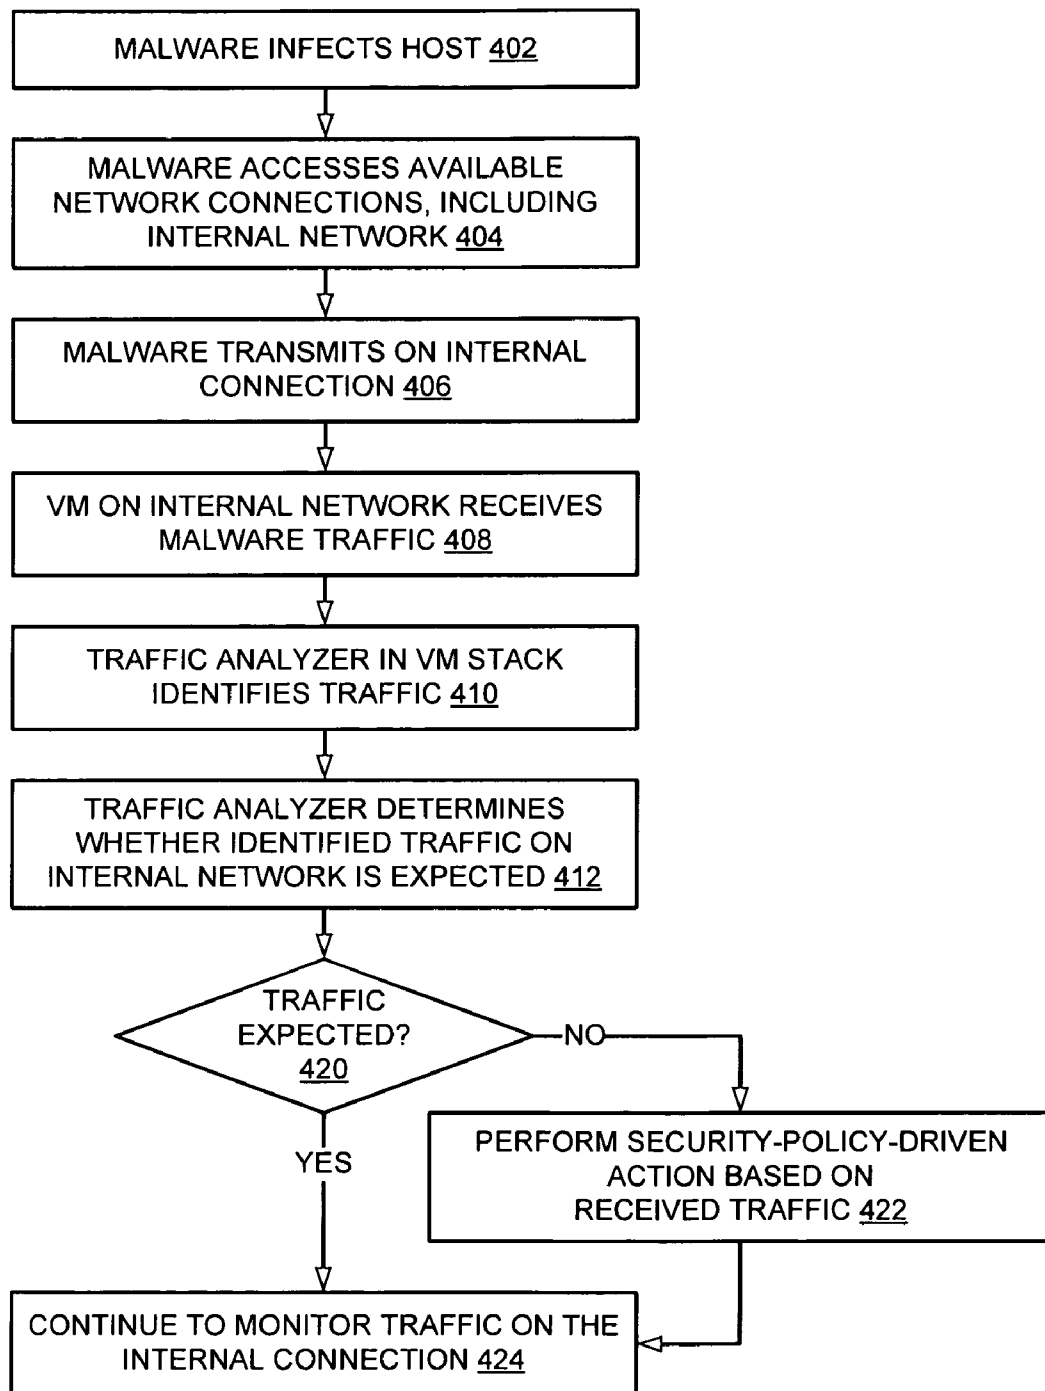 MALWARE INFECTS HOST 402
MALWARE ACCESSES AVAILABLE
NETWORK CONNECTIONS, INCLUDING
INTERNAL NETWORK 404
MALWARE TRANSMITS ON INTERNAL
CONNECTION 406
VM ON INTERNAL NETWORK RECEIVES
MALWARE TRAFFIC 408
TRAFFIC ANALYZER IN VM STACK
IDENTIFIES TRAFFIC 410
TRAFFIC ANALYZER DETERMINES
WHETHER IDENTIFIED TRAFFIC ON
INTERNAL NETWORK IS EXPECTED 412
TRAFFIC
EXPECTED?
420
NO
YES
PERFORM SECURITY-POLICY-DRIVEN
ACTION BASED ON
RECEIVED TRAFFIC 422
CONTINUE TO MONITOR TRAFFIC ON THE
INTERNAL CONNECTION 424